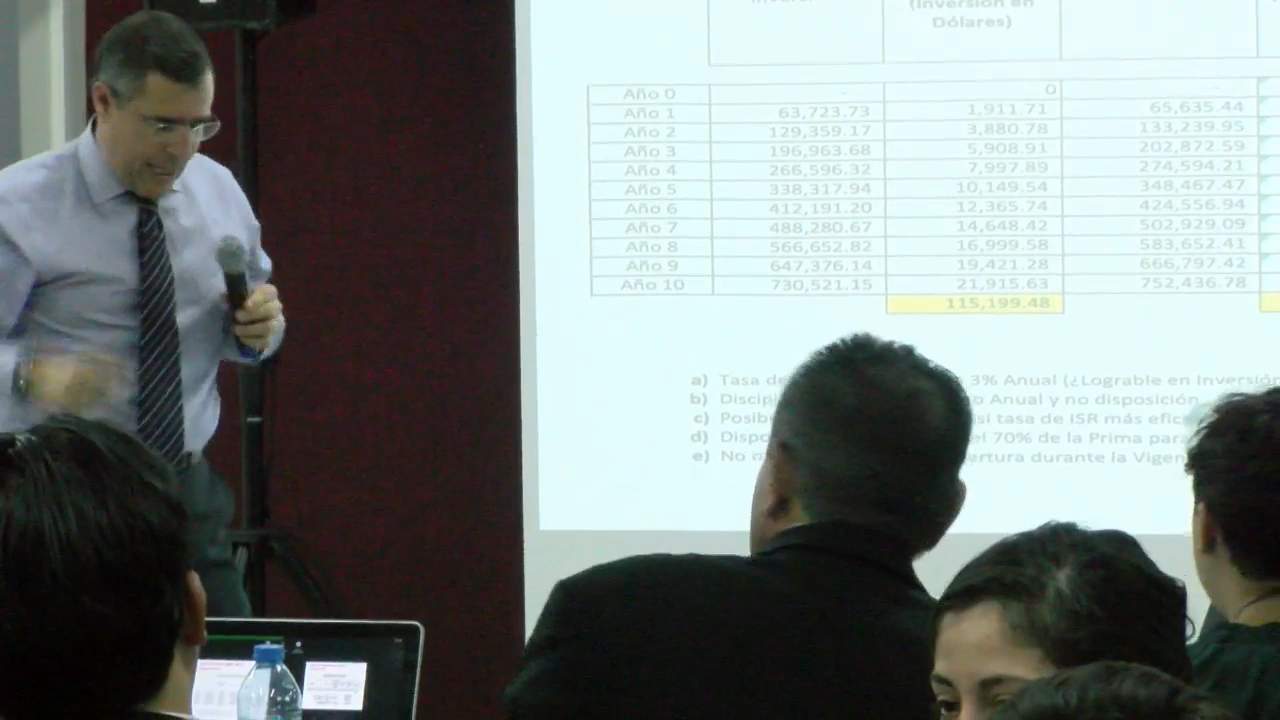 (Inversión en
Dólares)
Año 0 - 0 -
Año 1 63,723.73 1,911.71 65,635.44
Año 2 129,359.17 3,880.78 133,239.95
Año 3 196,963.68 5,908.91 202,872.59
Año 4 266,596.32 7,997.89 274,594.21
Año 5 338,317.94 10,149.54 348,467.47
Año 6 412,191.20 12,365.74 424,556.94
Año 7 488,280.67 14,648.42 502,929.09
Año 8 566,652.82 16,999.58 583,652.41
Año 9 647,376.14 19,421.28 666,797.42
Año 10 730,521.15 21,915.63 752,436.78
115,199.48
a) Tasa de 3% Anual (¿Lograble en Inversión
b) Anual y no disposición
c) si tasa de ISR más
d) 70% de la Prima para
e) No durante la